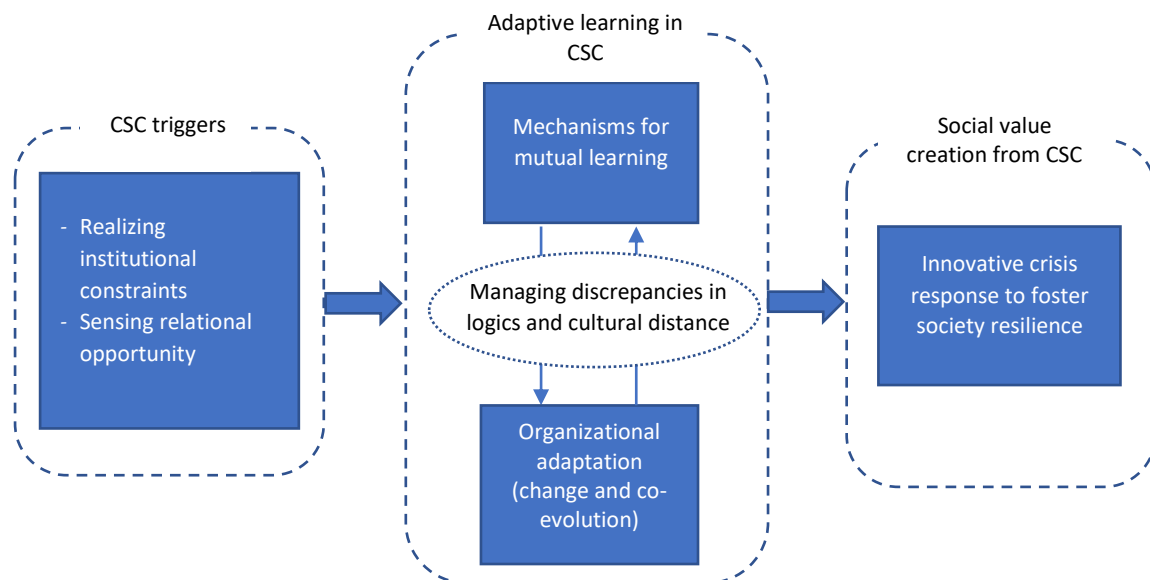 CSC triggers
- Realizing
institutional
constraints
- Sensing relational
opportunity
Adaptive learning in
CSC
Mechanisms for
mutual learning
Managing discrepancies in
logics and cultural distance
Organizational
adaptation
(change and co-
evolution)
Social value
creation from CSC
Innovative crisis
response to foster
society resilience